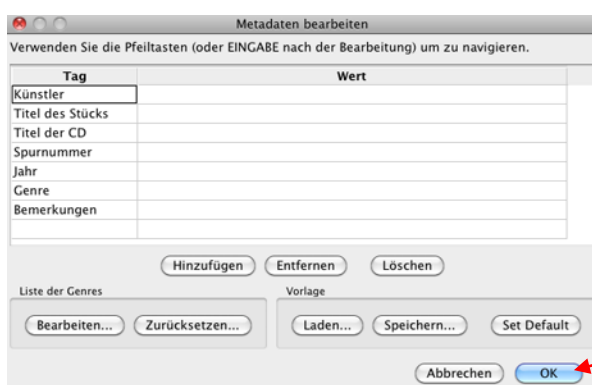 Metadaten bearbeiten
Verwenden Sie die Pfeiltasten (oder EINGABE nach der Bearbeitung) um zu navigieren.
Tag Wert
Künstler
Titel des Stücks
Titel der CD
Spurnummer
Jahr
Genre
Bemerkungen
Hinzufügen Entfernen Löschen
Liste der Genres Vorlage
Bearbeiten... Zurücksetzen... Laden... Speichern... Set Default
Abbrechen OK